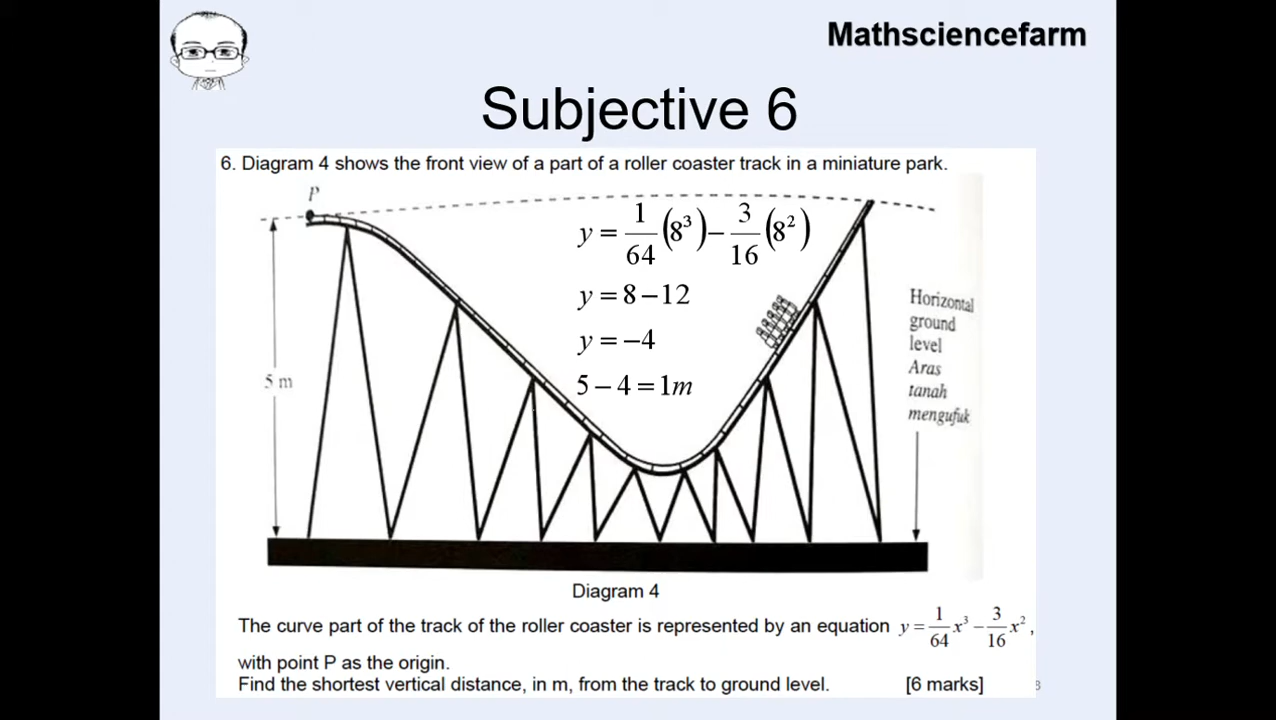 Mathsciencefarm
Subjective 6
6. Diagram 4 shows the front view of a part of a roller coaster track in a miniature park.
P
y = 1/64 (8³) − 3/16 (8²)
y = 8 − 12
y = −4
5 − 4 = 1m
5 m
Horizontal
ground
level
Aras
tanah
mengufuk
Diagram 4
The curve part of the track of the roller coaster is represented by an equation y = 1/64 x³ − 3/16 x² ,
with point P as the origin.
Find the shortest vertical distance, in m, from the track to ground level. [6 marks]